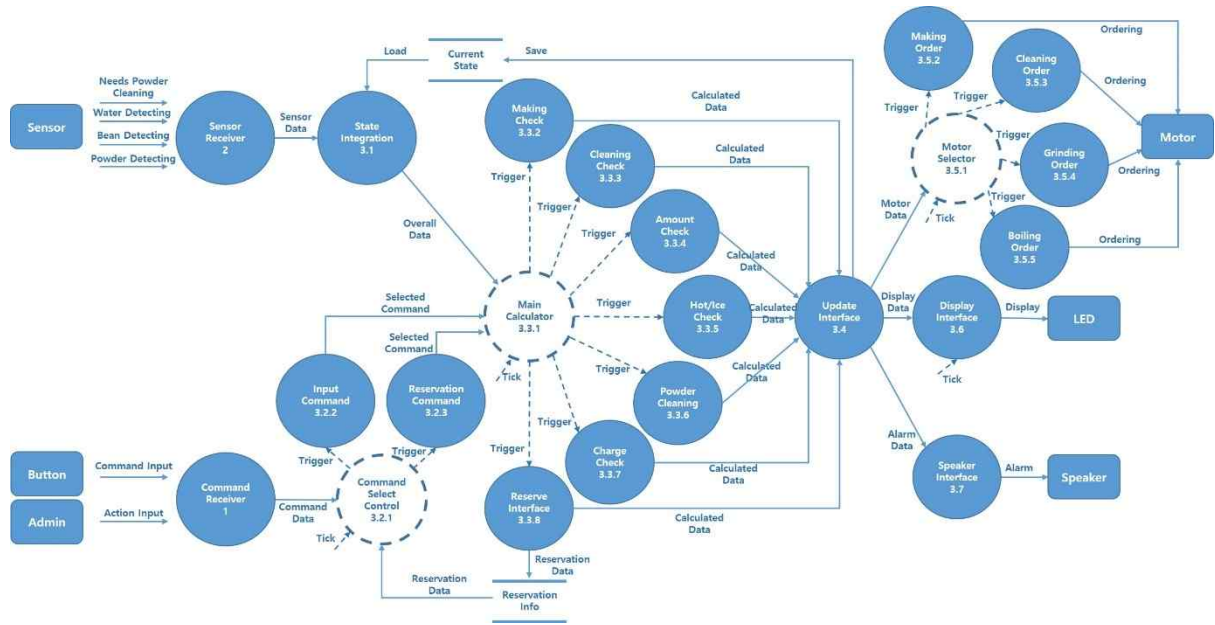 Sensor
Needs Powder
Cleaning
Water Detecting
Bean Detecting
Powder Detecting
Sensor
Receiver
2
Sensor
Data
State
Integration
3.1
Load
Current
State
Save
Overall
Data
Making
Check
3.3.2
Calculated
Data
Cleaning
Check
3.3.3
Calculated
Data
Amount
Check
3.3.4
Calculated
Data
Hot/Ice
Check
3.3.5
Calculated
Data
Powder
Cleaning
3.3.6
Calculated
Data
Charge
Check
3.3.7
Calculated
Data
Reserve
Interface
3.3.8
Calculated
Data
Trigger
Trigger
Trigger
Trigger
Trigger
Trigger
Trigger
Main
Calculator
3.3.1
Tick
Selected
Command
Selected
Command
Input
Command
3.2.2
Reservation
Command
3.2.3
Trigger
Trigger
Button
Admin
Command Input
Action Input
Command
Receiver
1
Command
Data
Command
Select
Control
3.2.1
Tick
Reservation
Data
Reservation
Data
Reservation
Info
Update
Interface
3.4
Motor
Data
Display
Data
Alarm
Data
Making
Order
3.5.2
Ordering
Cleaning
Order
3.5.3
Ordering
Trigger
Trigger
Motor
Selector
3.5.1
Tick
Trigger
Trigger
Grinding
Order
3.5.4
Ordering
Boiling
Order
3.5.5
Ordering
Motor
Display
Interface
3.6
Tick
Display
LED
Speaker
Interface
3.7
Alarm
Speaker